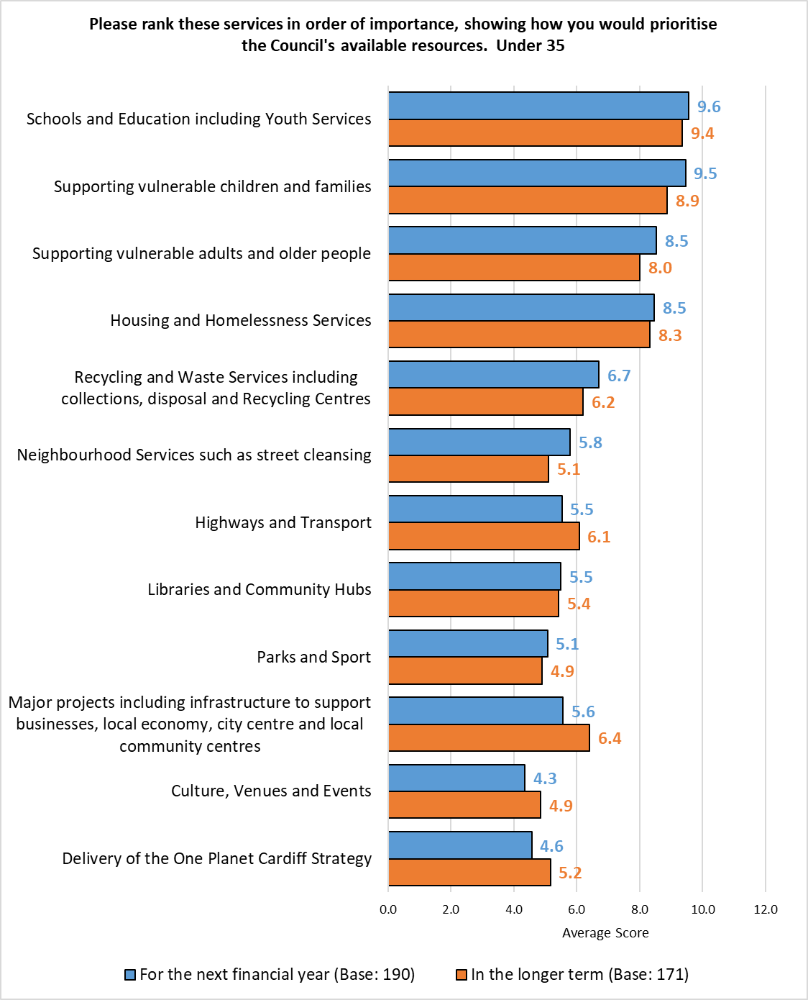 Please rank these services in order of importance, showing how you would prioritise
the Council's available resources.  Under 35
Schools and Education including Youth Services
9.6
9.4
Supporting vulnerable children and families
9.5
8.9
Supporting vulnerable adults and older people
8.5
8.0
Housing and Homelessness Services
8.5
8.3
Recycling and Waste Services including
collections, disposal and Recycling Centres
6.7
6.2
Neighbourhood Services such as street cleansing
5.8
5.1
Highways and Transport
5.5
6.1
Libraries and Community Hubs
5.5
5.4
Parks and Sport
5.1
4.9
Major projects including infrastructure to support
businesses, local economy, city centre and local
community centres
5.6
6.4
Culture, Venues and Events
4.3
4.9
Delivery of the One Planet Cardiff Strategy
4.6
5.2
0.0 2.0 4.0 6.0 8.0 10.0 12.0
Average Score
For the next financial year (Base: 190) In the longer term (Base: 171)